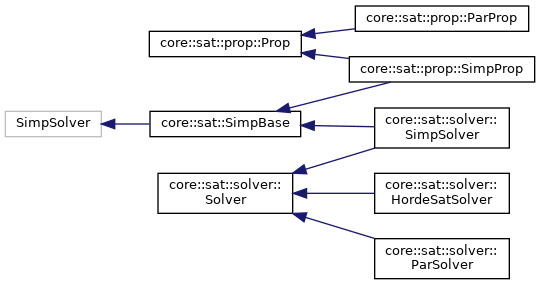 core::sat::prop::ParProp
core::sat::prop::Prop
core::sat::prop::SimpProp
SimpSolver
core::sat::SimpBase
core::sat::solver::
SimpSolver
core::sat::solver::
Solver
core::sat::solver::
HordeSatSolver
core::sat::solver::
ParSolver